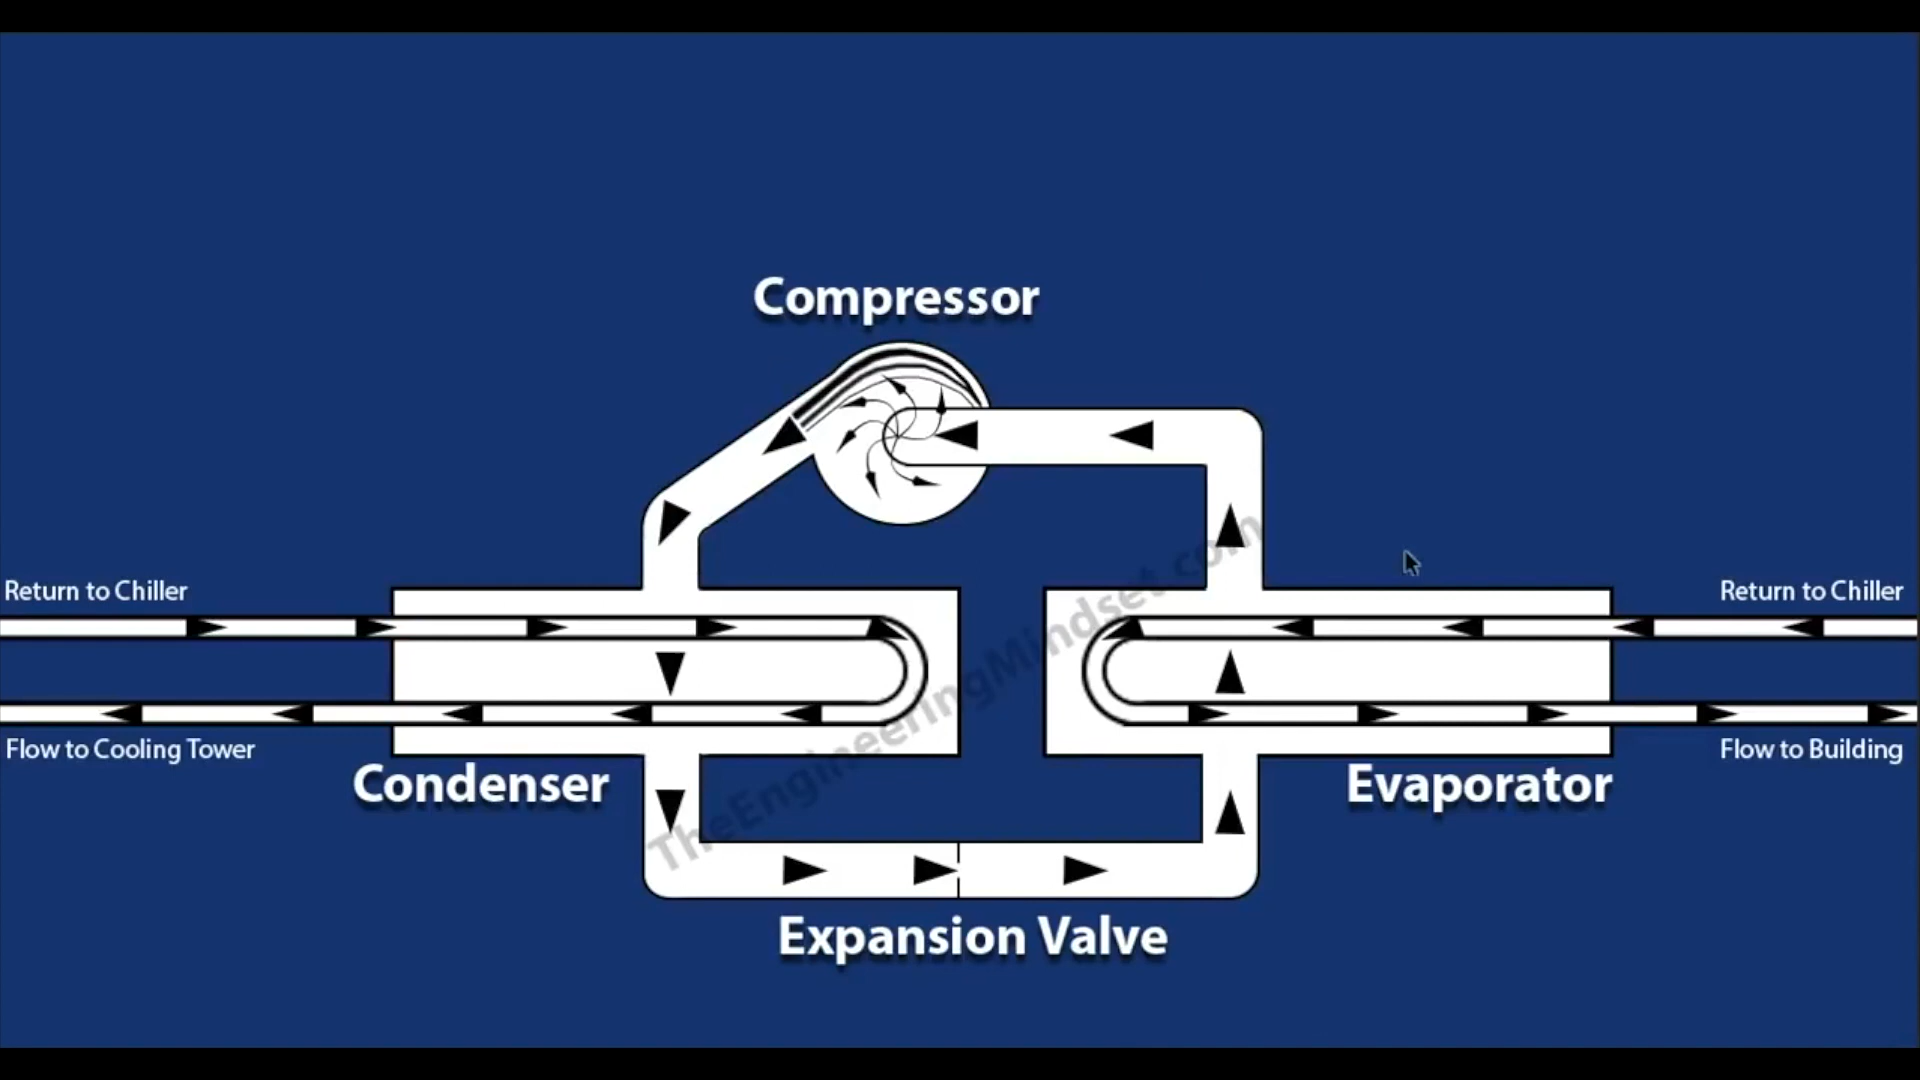 Compressor
Return to Chiller
Return to Chiller
Flow to Cooling Tower
Flow to Building
Condenser
Evaporator
TheEngineeringMindset.com
Expansion Valve